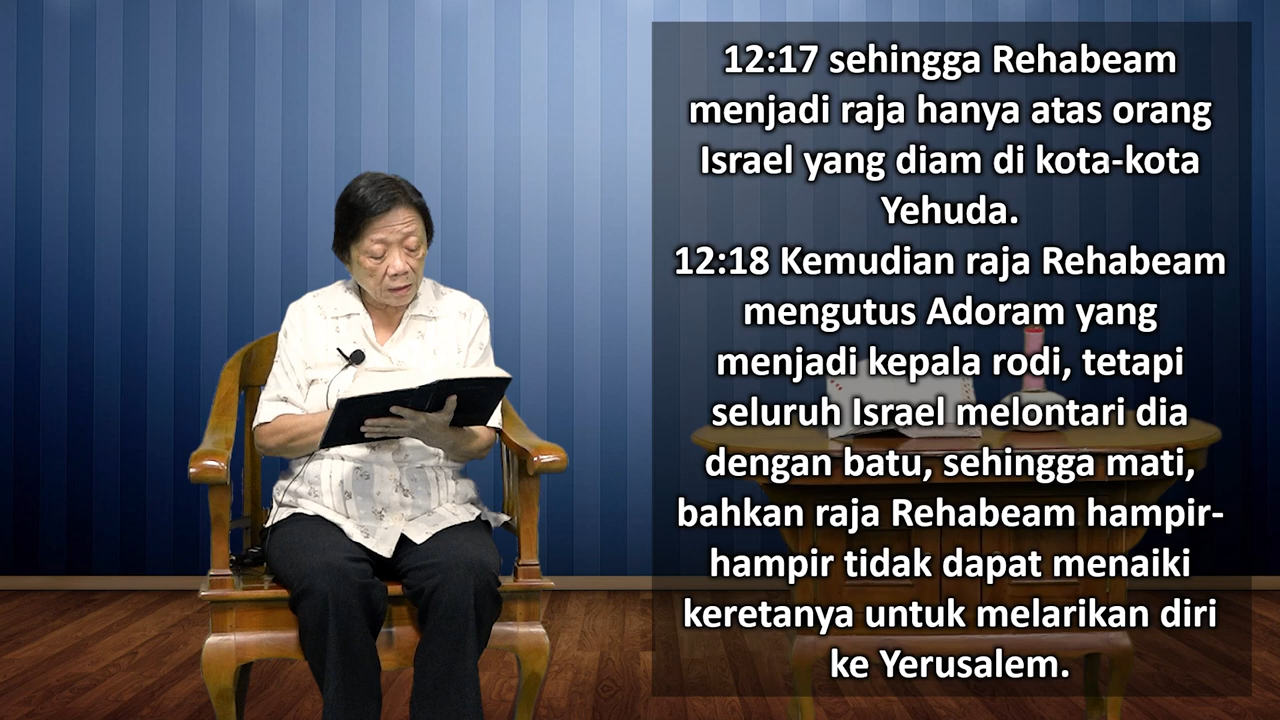 12:17 sehingga Rehabeam
menjadi raja hanya atas orang
Israel yang diam di kota-kota
Yehuda.
12:18 Kemudian raja Rehabeam
mengutus Adoram yang
menjadi kepala rodi, tetapi
seluruh Israel melontari dia
dengan batu, sehingga mati,
bahkan raja Rehabeam hampir-
hampir tidak dapat menaiki
keretanya untuk melarikan diri
ke Yerusalem.